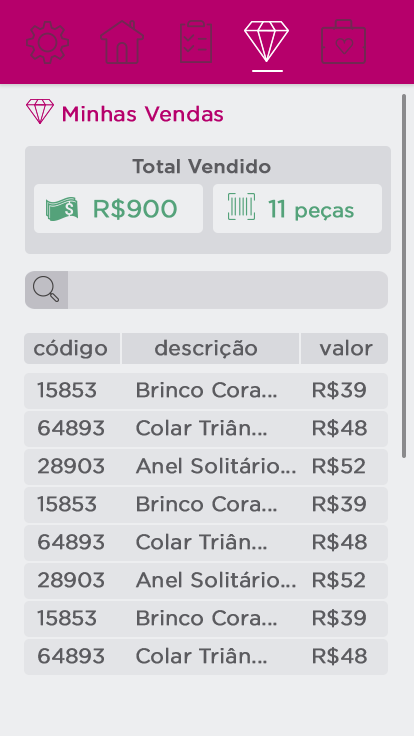 Minhas Vendas
Total Vendido
R$900 11 peças
código descrição valor
15853 Brinco Cora... R$39
64893 Colar Triân... R$48
28903 Anel Solitário... R$52
15853 Brinco Cora... R$39
64893 Colar Triân... R$48
28903 Anel Solitário... R$52
15853 Brinco Cora... R$39
64893 Colar Triân... R$48